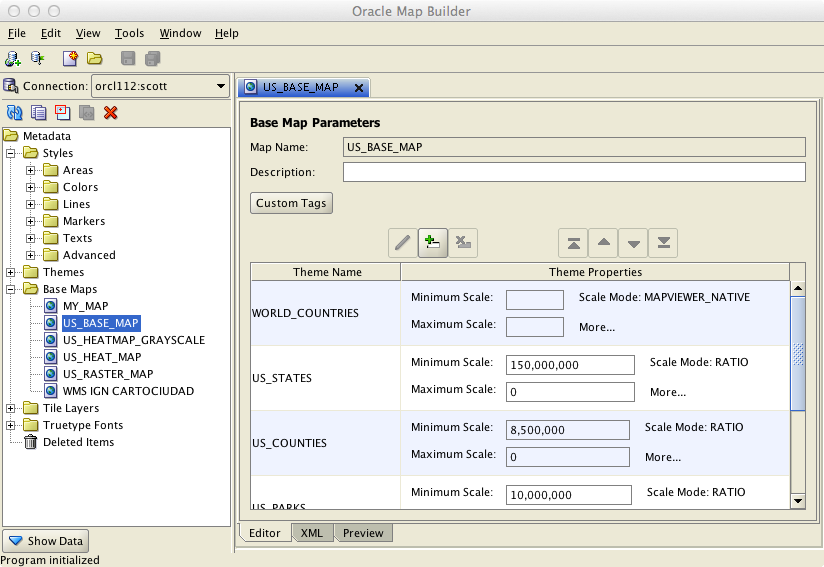 Oracle Map Builder
File Edit View Tools Window Help
Connection: orcl112:scott
Metadata
Styles
Areas
Colors
Lines
Markers
Texts
Advanced
Themes
Base Maps
MY_MAP
US_BASE_MAP
US_HEATMAP_GRAYSCALE
US_HEAT_MAP
US_RASTER_MAP
WMS IGN CARTOCIUDAD
Tile Layers
Truetype Fonts
Deleted Items
Show Data
Program initialized
US_BASE_MAP
Base Map Parameters
Map Name: US_BASE_MAP
Description:
Custom Tags
Theme Name Theme Properties
WORLD_COUNTRIES
Minimum Scale: Scale Mode: MAPVIEWER_NATIVE
Maximum Scale: More...
US_STATES
Minimum Scale: 150,000,000 Scale Mode: RATIO
Maximum Scale: 0 More...
US_COUNTIES
Minimum Scale: 8,500,000 Scale Mode: RATIO
Maximum Scale: 0 More...
US_PARKS
Minimum Scale: 10,000,000 Scale Mode: RATIO
Editor XML Preview